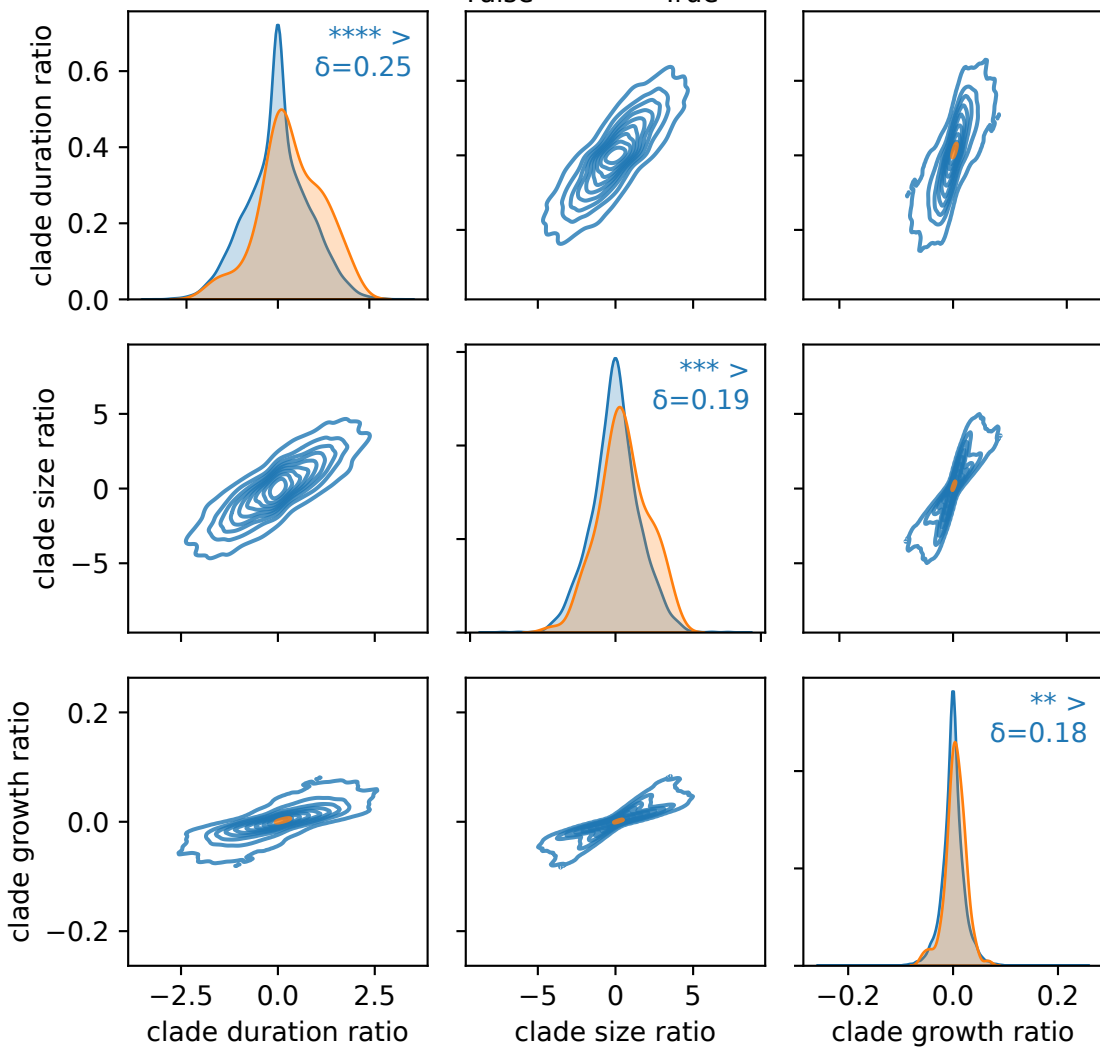 clade duration ratio
0.6
0.4
0.2
0.0
**** >
δ=0.25
clade size ratio
5
0
−5
*** >
δ=0.19
clade growth ratio
0.2
0.0
−0.2
** >
δ=0.18
−2.5 0.0 2.5
−5 0 5
−0.2 0.0 0.2
clade duration ratio
clade size ratio
clade growth ratio